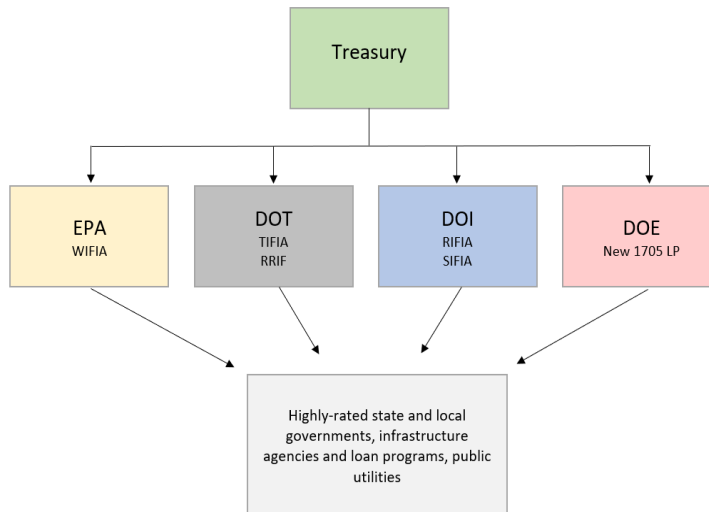 Treasury
EPA
WIFIA
DOT
TIFIA
RRIF
DOI
RIFIA
SIFIA
DOE
New 1705 LP
Highly-rated state and local
governments, infrastructure
agencies and loan programs, public
utilities